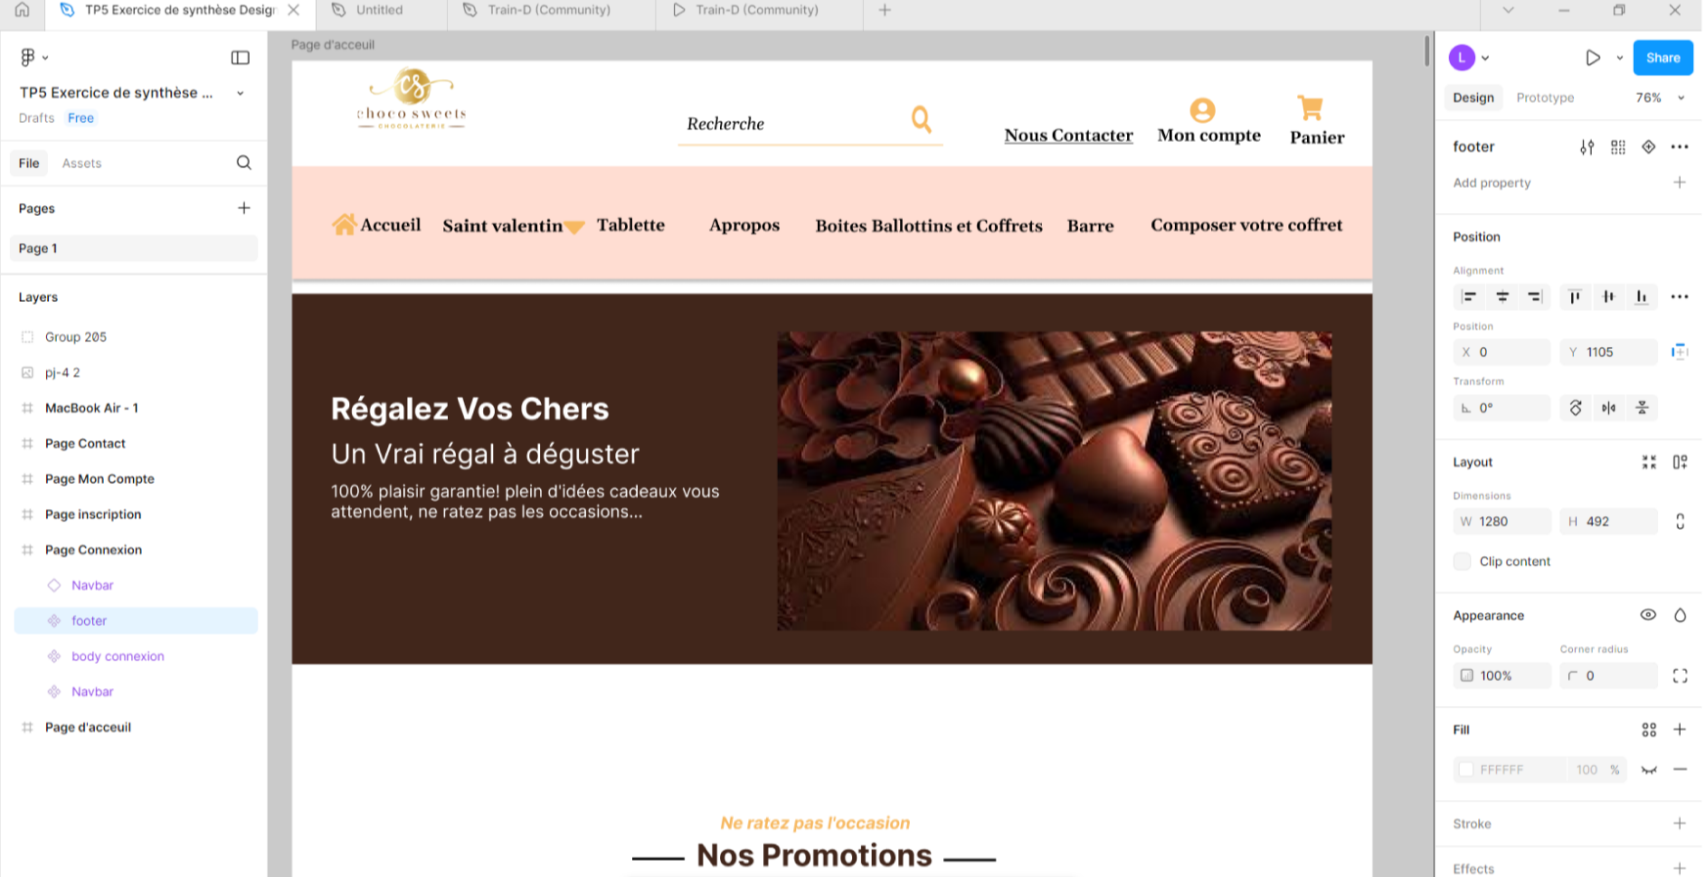 TP5 Exercice de synthèse Desig
Untitled
Train-D (Community)
Train-D (Community)
TP5 Exercice de synthèse ...
Drafts Free
File Assets
Pages
Page 1
Layers
Group 205
pj-4 2
MacBook Air - 1
Page Contact
Page Mon Compte
Page inscription
Page Connexion
Navbar
footer
body connexion
Navbar
Page d'acceuil
Page d'acceuil
cs
choco sweets
CHOCOLATERIE
Recherche
Nous Contacter
Mon compte
Panier
Accueil
Saint valentin
Tablette
Apropos
Boites Ballottins et Coffrets
Barre
Composer votre coffret
Régalez Vos Chers
Un Vrai régal à déguster
100% plaisir garantie! plein d'idées cadeaux vous
attendent, ne ratez pas les occasions...
Ne ratez pas l'occasion
Nos Promotions
L
Share
Design Prototype 76%
footer
Add property
Position
Alignment
Position
X 0 Y 1105
Transform
0°
Layout
Dimensions
W 1280 H 492
Clip content
Appearance
Opacity Corner radius
100% 0
Fill
FFFFFF 100 %
Stroke
Effects